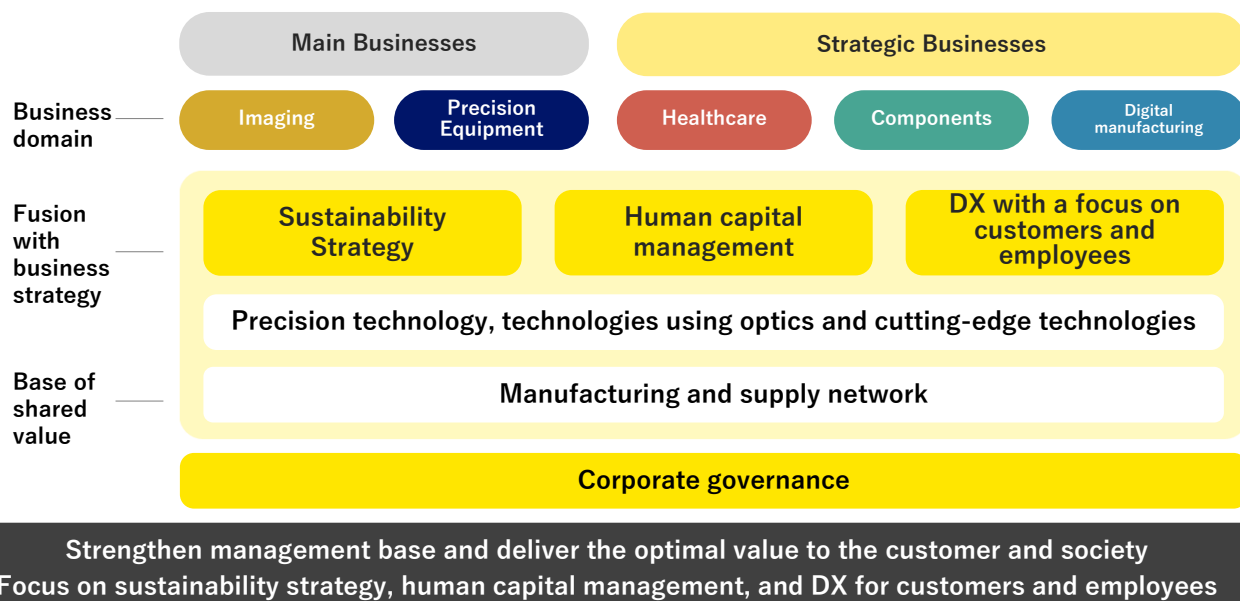 Main Businesses
Strategic Businesses
Business
domain
Imaging
Precision
Equipment
Healthcare
Components
Digital
manufacturing
Fusion
with
business
strategy
Sustainability
Strategy
Human capital
management
DX with a focus on
customers and
employees
Precision technology, technologies using optics and cutting-edge technologies
Base of
shared
value
Manufacturing and supply network
Corporate governance
Strengthen management base and deliver the optimal value to the customer and society
Focus on sustainability strategy, human capital management, and DX for customers and employees